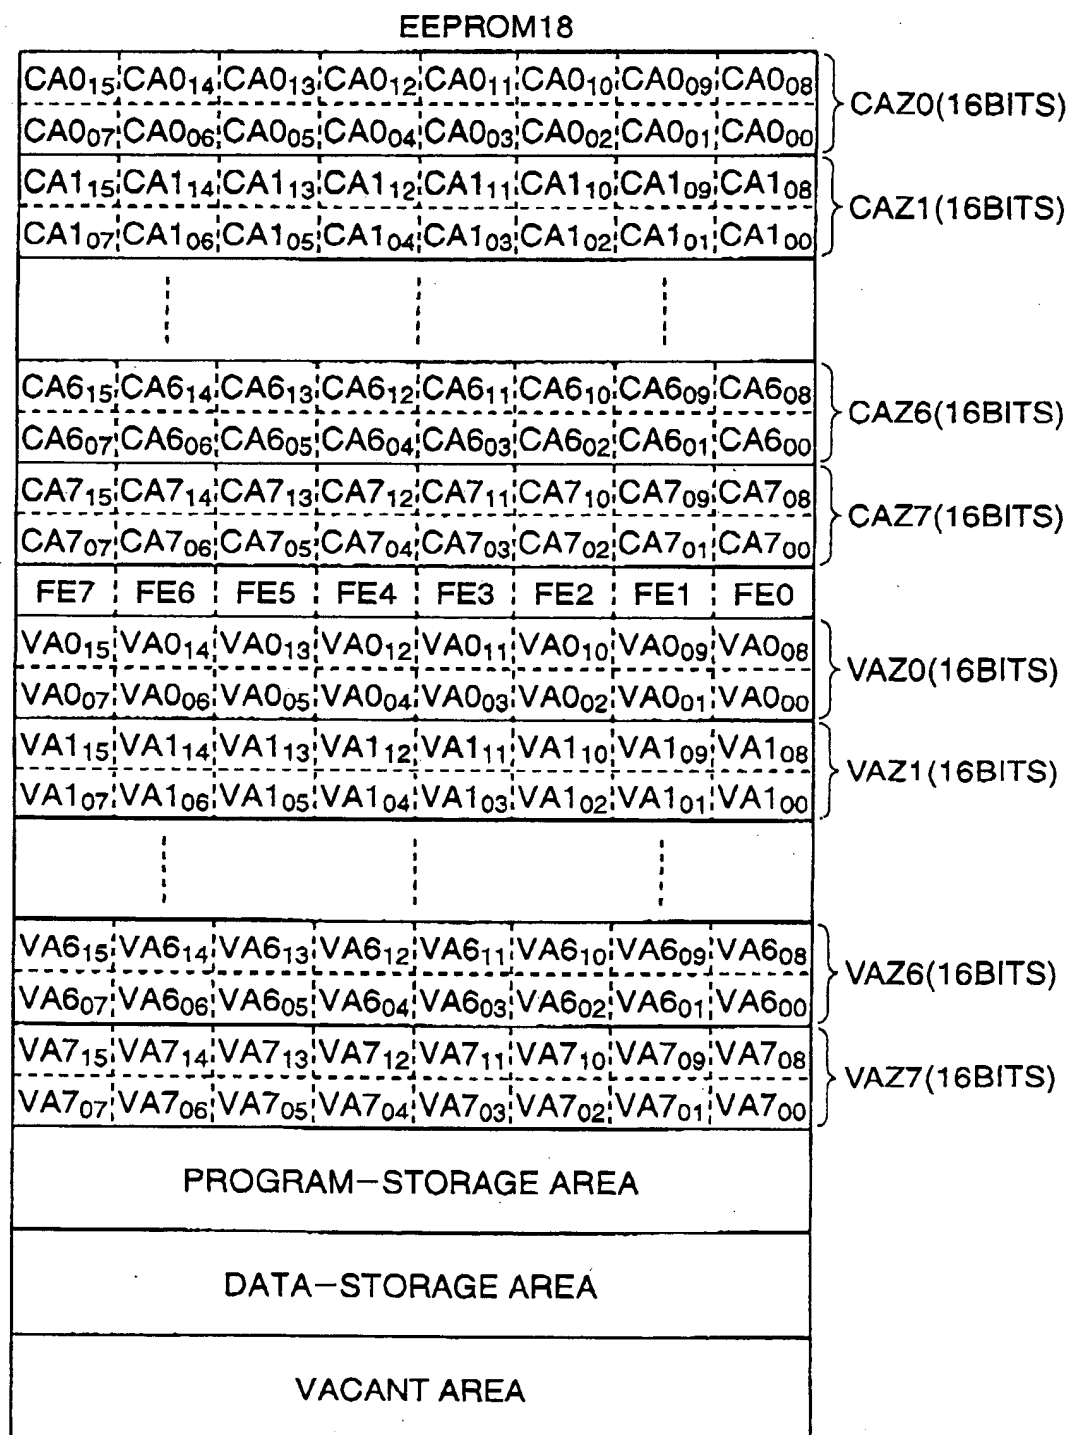 EEPROM18
CA0₁₅ CA0₁₄ CA0₁₃ CA0₁₂ CA0₁₁ CA0₁₀ CA0₀₉ CA0₀₈
CAZ0(16BITS)
CA0₀₇ CA0₀₆ CA0₀₅ CA0₀₄ CA0₀₃ CA0₀₂ CA0₀₁ CA0₀₀
CA1₁₅ CA1₁₄ CA1₁₃ CA1₁₂ CA1₁₁ CA1₁₀ CA1₀₉ CA1₀₈
CAZ1(16BITS)
CA1₀₇ CA1₀₆ CA1₀₅ CA1₀₄ CA1₀₃ CA1₀₂ CA1₀₁ CA1₀₀
CA6₁₅ CA6₁₄ CA6₁₃ CA6₁₂ CA6₁₁ CA6₁₀ CA6₀₉ CA6₀₈
CAZ6(16BITS)
CA6₀₇ CA6₀₆ CA6₀₅ CA6₀₄ CA6₀₃ CA6₀₂ CA6₀₁ CA6₀₀
CA7₁₅ CA7₁₄ CA7₁₃ CA7₁₂ CA7₁₁ CA7₁₀ CA7₀₉ CA7₀₈
CAZ7(16BITS)
CA7₀₇ CA7₀₆ CA7₀₅ CA7₀₄ CA7₀₃ CA7₀₂ CA7₀₁ CA7₀₀
FE7 FE6 FE5 FE4 FE3 FE2 FE1 FE0
VA0₁₅ VA0₁₄ VA0₁₃ VA0₁₂ VA0₁₁ VA0₁₀ VA0₀₉ VA0₀₈
VAZ0(16BITS)
VA0₀₇ VA0₀₆ VA0₀₅ VA0₀₄ VA0₀₃ VA0₀₂ VA0₀₁ VA0₀₀
VA1₁₅ VA1₁₄ VA1₁₃ VA1₁₂ VA1₁₁ VA1₁₀ VA1₀₉ VA1₀₈
VAZ1(16BITS)
VA1₀₇ VA1₀₆ VA1₀₅ VA1₀₄ VA1₀₃ VA1₀₂ VA1₀₁ VA1₀₀
VA6₁₅ VA6₁₄ VA6₁₃ VA6₁₂ VA6₁₁ VA6₁₀ VA6₀₉ VA6₀₈
VAZ6(16BITS)
VA6₀₇ VA6₀₆ VA6₀₅ VA6₀₄ VA6₀₃ VA6₀₂ VA6₀₁ VA6₀₀
VA7₁₅ VA7₁₄ VA7₁₃ VA7₁₂ VA7₁₁ VA7₁₀ VA7₀₉ VA7₀₈
VAZ7(16BITS)
VA7₀₇ VA7₀₆ VA7₀₅ VA7₀₄ VA7₀₃ VA7₀₂ VA7₀₁ VA7₀₀
PROGRAM-STORAGE AREA
DATA-STORAGE AREA
VACANT AREA